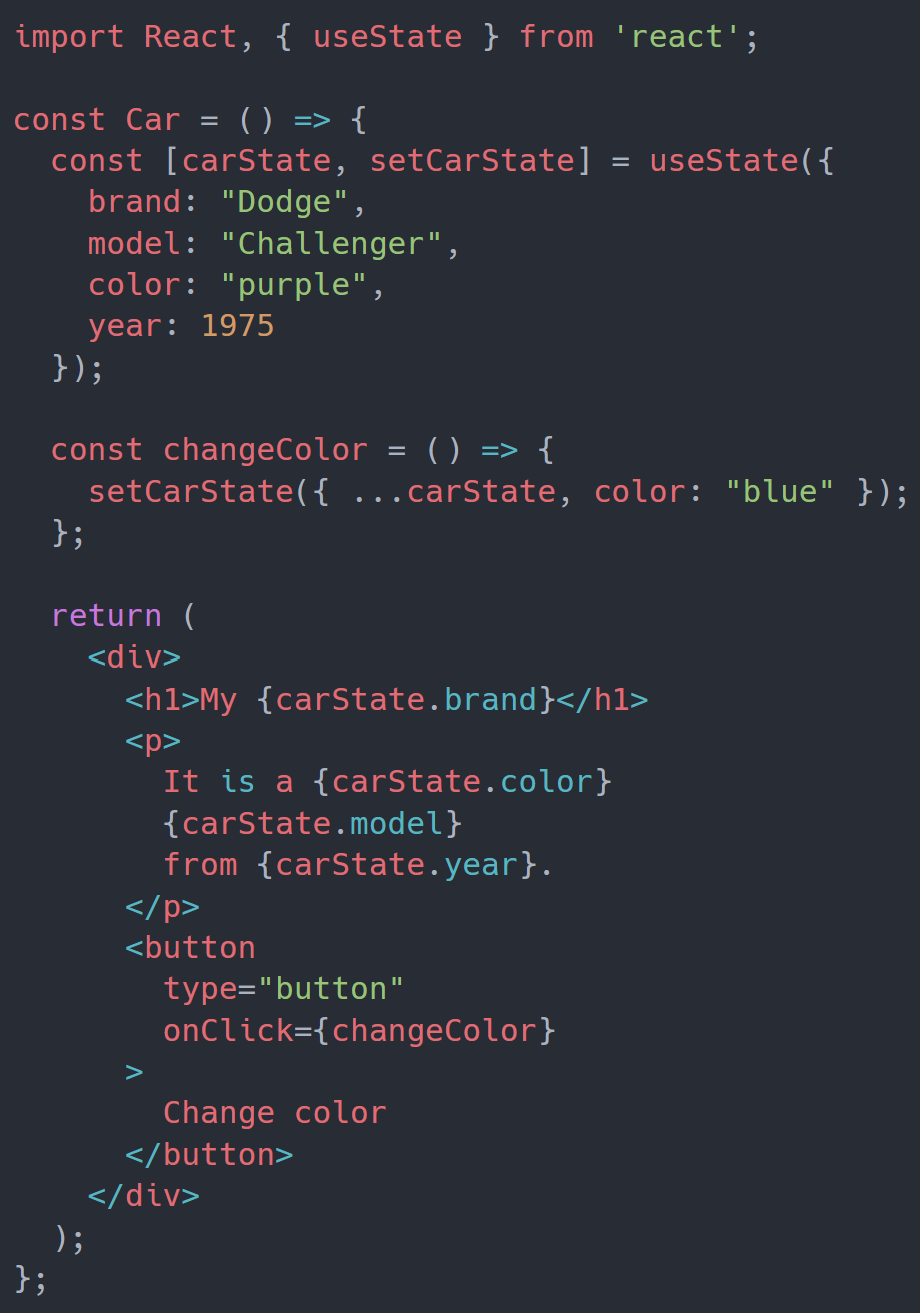 import React, { useState } from 'react';

const Car = () => {
  const [carState, setCarState] = useState({
    brand: "Dodge",
    model: "Challenger",
    color: "purple",
    year: 1975
  });

  const changeColor = () => {
    setCarState({ ...carState, color: "blue" });
  };

  return (
    <div>
      <h1>My {carState.brand}</h1>
      <p>
        It is a {carState.color}
        {carState.model}
        from {carState.year}.
      </p>
      <button
        type="button"
        onClick={changeColor}
      >
        Change color
      </button>
    </div>
  );
};